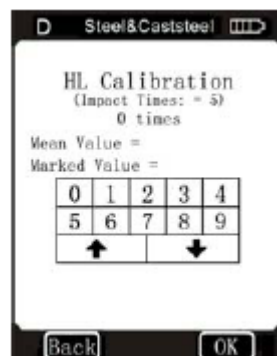 D Steel&Caststeel
HL Calibration
(Impact Times: = 5)
0 times
Mean Value =
Marked Value =
0 1 2 3 4
5 6 7 8 9
Back OK